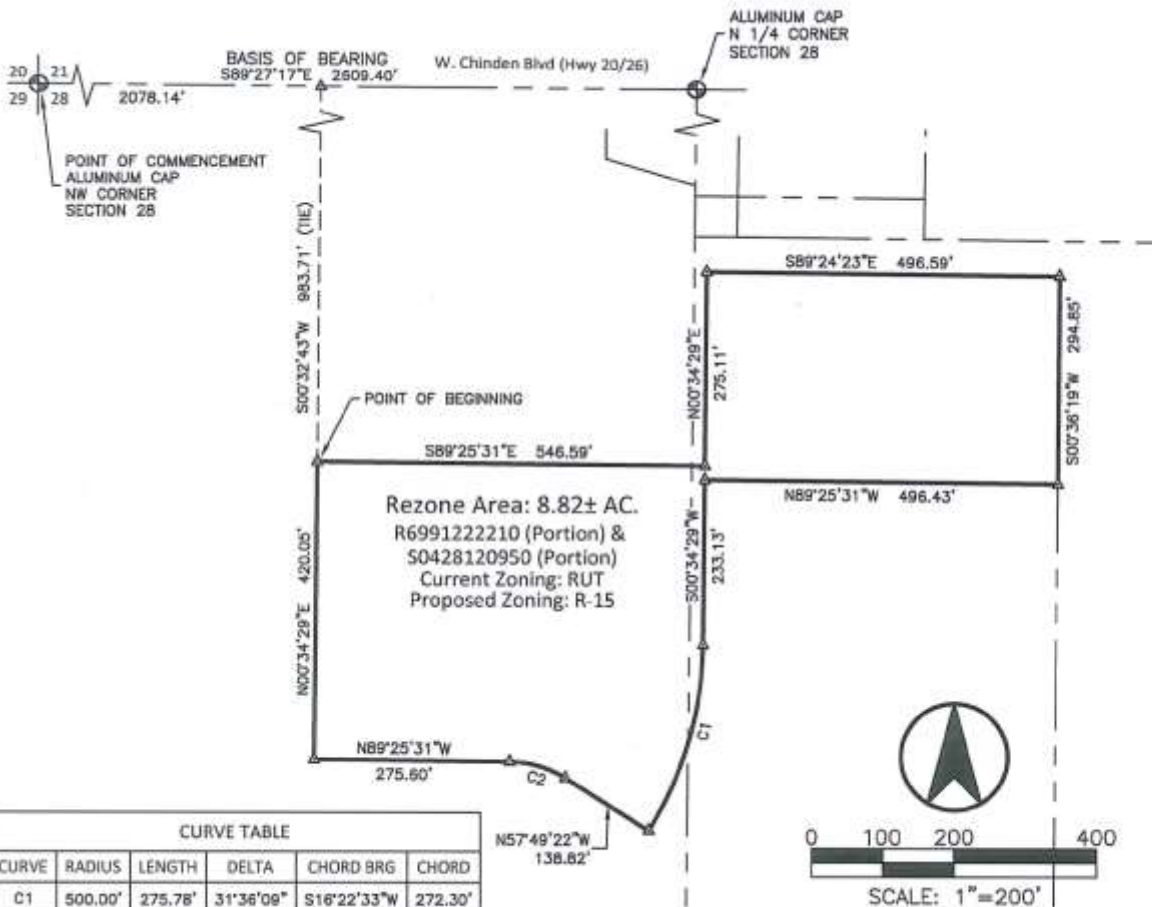 ALUMINUM CAP
N 1/4 CORNER
SECTION 28
20 21
29 28
BASIS OF BEARING
S89°27'17"E 2609.40'
W. Chinden Blvd (Hwy 20/26)
2078.14'
POINT OF COMMENCEMENT
ALUMINUM CAP
NW CORNER
SECTION 28
S00°32'43"W 983.71' (TIE)
S89°24'23"E 496.59'
N00°34'29"E
275.11'
S00°36'19"W 294.85'
POINT OF BEGINNING
S89°25'31"E 546.59'
N89°25'31"W 496.43'
Rezone Area: 8.82± AC.
R6991222210 (Portion) &
S0428120950 (Portion)
Current Zoning: RUT
Proposed Zoning: R-15
N00°34'29"E 420.05'
S00°34'29"W
233.13'
C1
N89°25'31"W
275.60'
C2
N57°49'22"W
138.82'
CURVE TABLE
CURVE RADIUS LENGTH DELTA CHORD BRG CHORD
C1 500.00' 275.78' 31°36'09" S16°22'33"W 272.30'
0 100 200 400
SCALE: 1"=200'